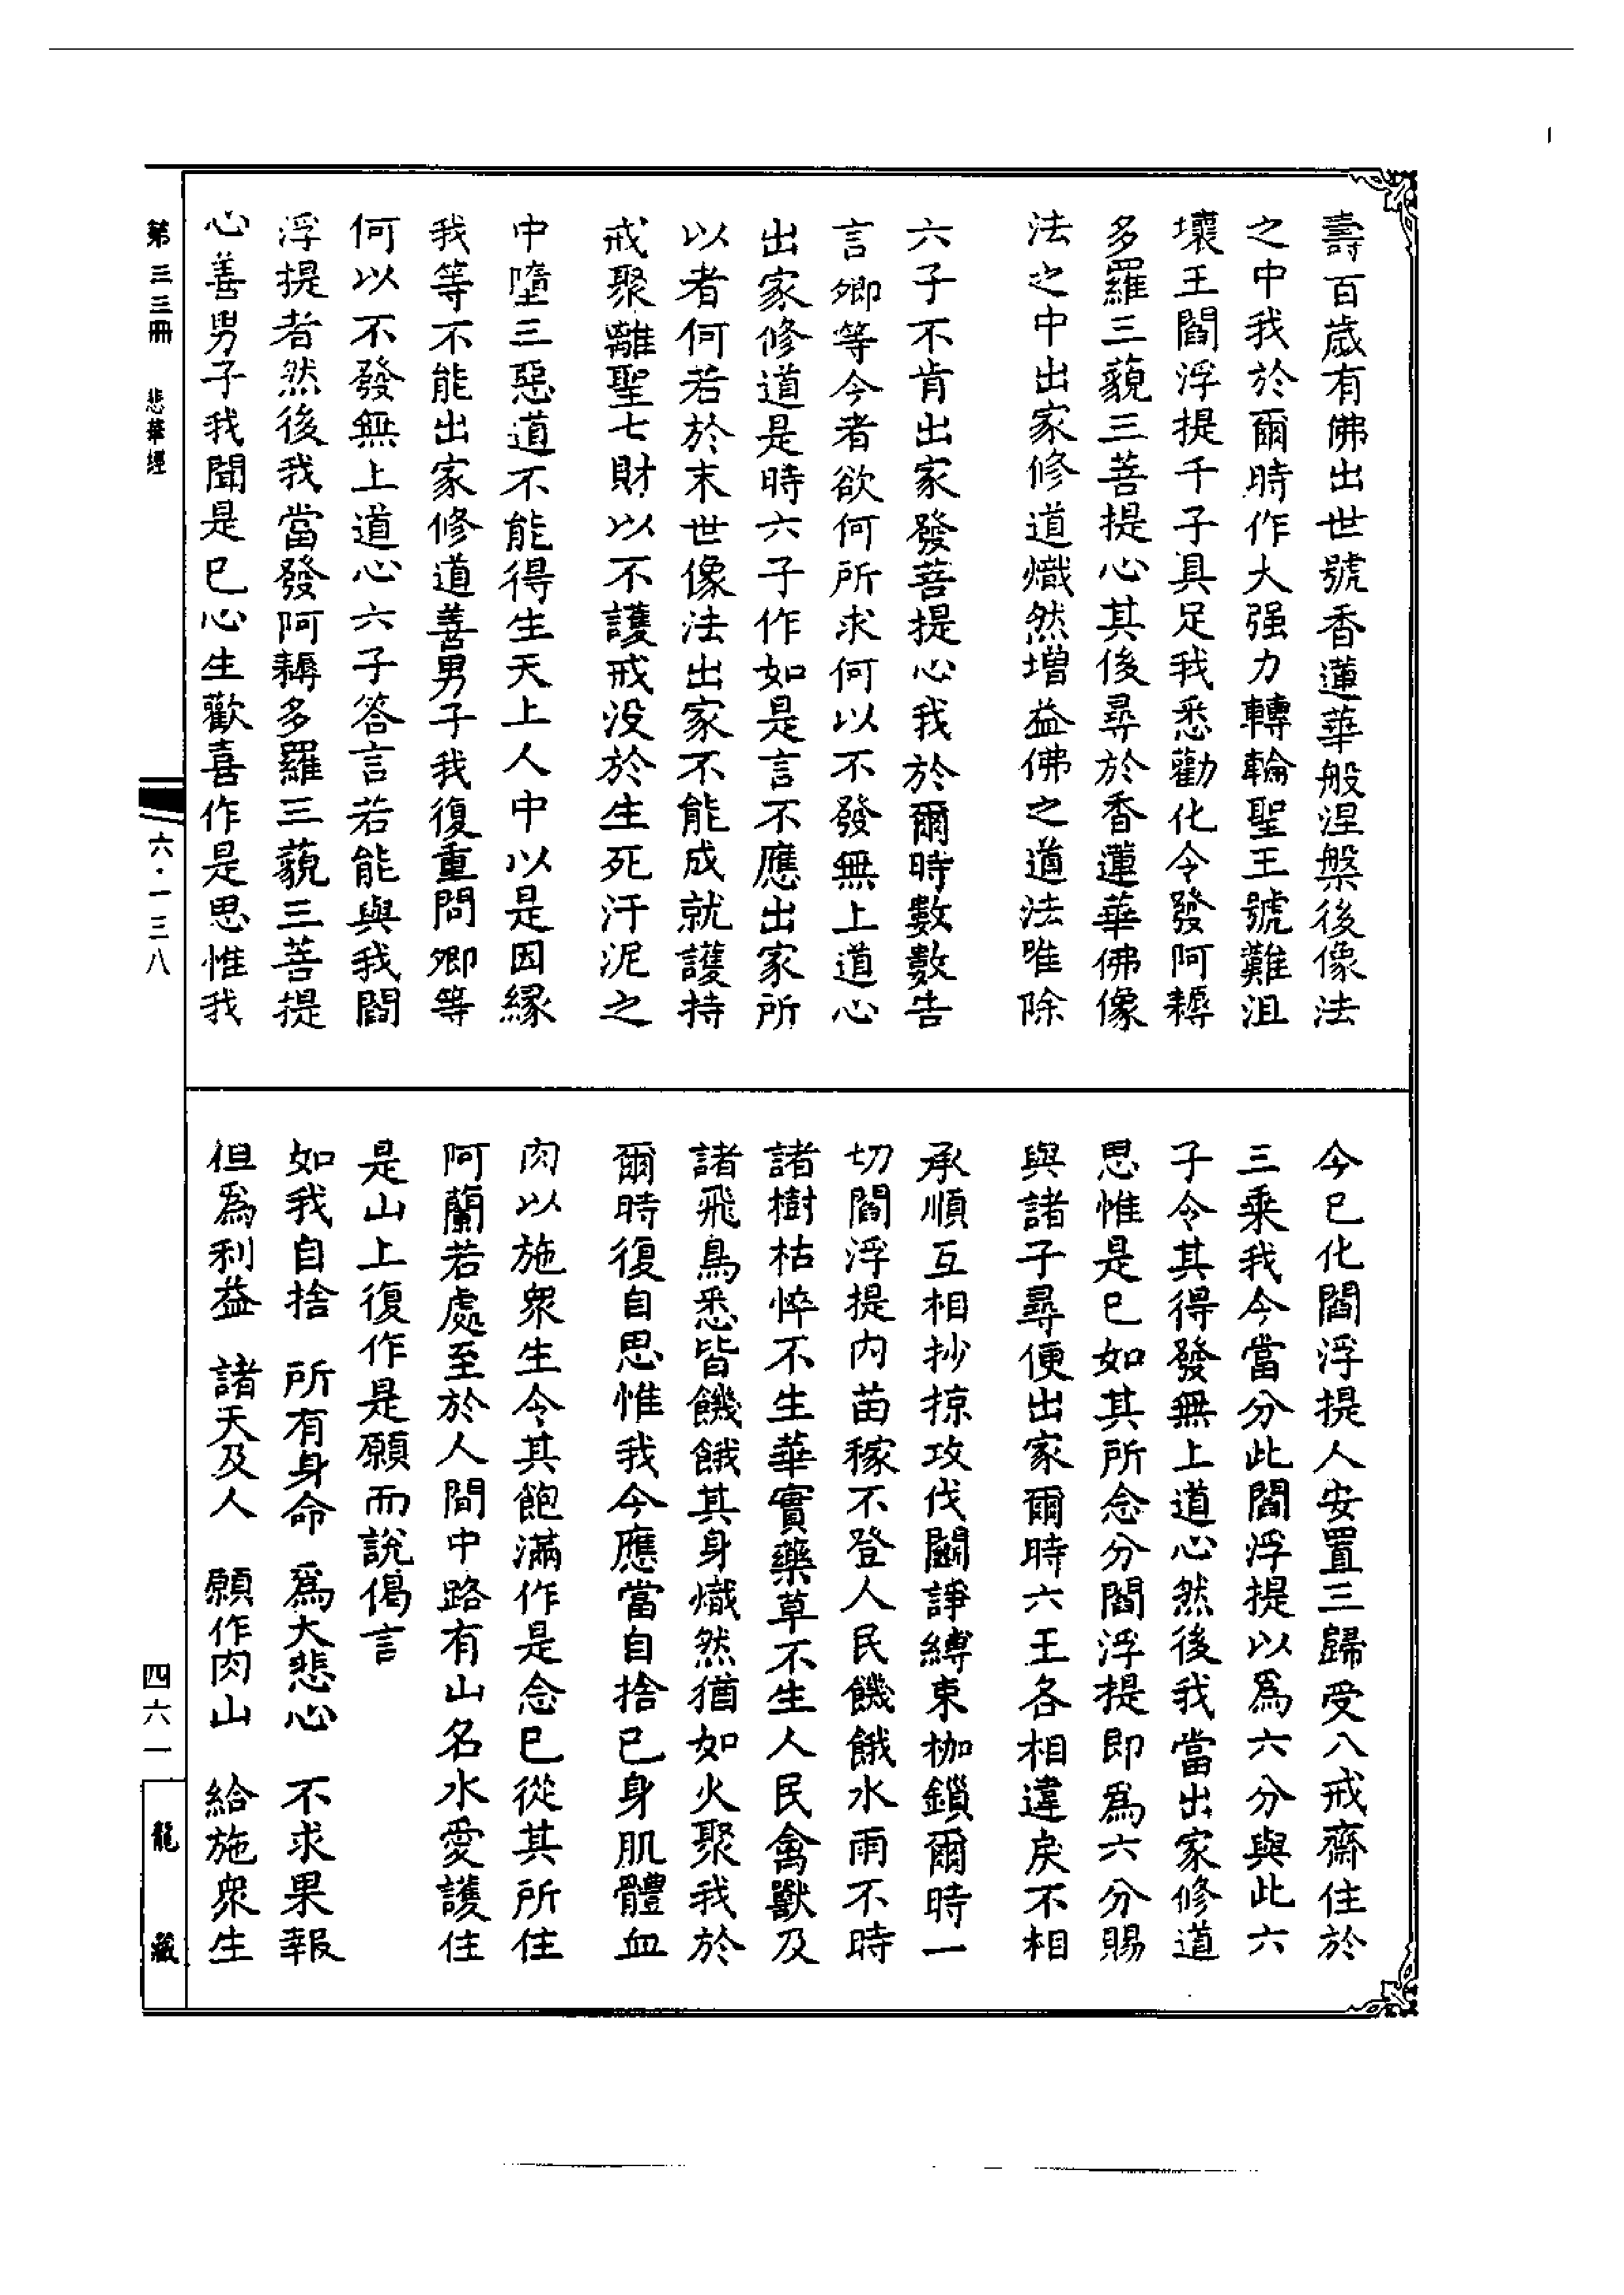 壽百歲有佛出世號香蓮華般涅槃後像法
之中我於爾時作大强力轉輪聖王號難沮
壞王閻浮提千子具足我悉勸化令發阿耨
多羅三藐三菩提心其後尋於香蓮華佛像
法之中出家修道熾然增益佛之道法唯除
六子不肯出家發菩提心我於爾時數數告
言卿等今者欲何所求何以不發無上道心
出家修道是時六子作如是言不應出家所
以者何若於末世像法出家不能成就護持
戒聚離聖七財以不護戒没於生死汙泥之
中墮三惡道不能得生天上人中以是因緣
我等不能出家修道善男子我復重問卿等
何以不發無上道心六子答言若能與我閻
浮提者然後我當發阿耨多羅三藐三菩提
心善男子我聞是已心生歡喜作是思惟我
今已化閻浮提人安置三歸受八戒齋住於
三乘我今當分此閻浮提以爲六分與此六
子令其得發無上道心然後我當出家修道
思惟是已如其所念分閻浮提即爲六分賜
與諸子尋便出家爾時六王各相違戾不相
承順互相抄掠攻伐鬭諍縛束枷鎖爾時一
切閻浮提内苗稼不登人民饑餓水雨不時
諸樹枯悴不生華實藥草不生人民禽獸及
諸飛鳥悉皆饑餓其身熾然猶如火聚我於
爾時復自思惟我今應當自捨已身肌體血
肉以施衆生令其飽滿作是念已從其所住
阿蘭若處至於人間中路有山名水愛護住
是山上復作是願而說偈言
如我自捨 所有身命 爲大悲心 不求果報
但爲利益 諸天及人 願作肉山 給施衆生
第三三冊 悲華經
六·一三八
四六一
龍藏